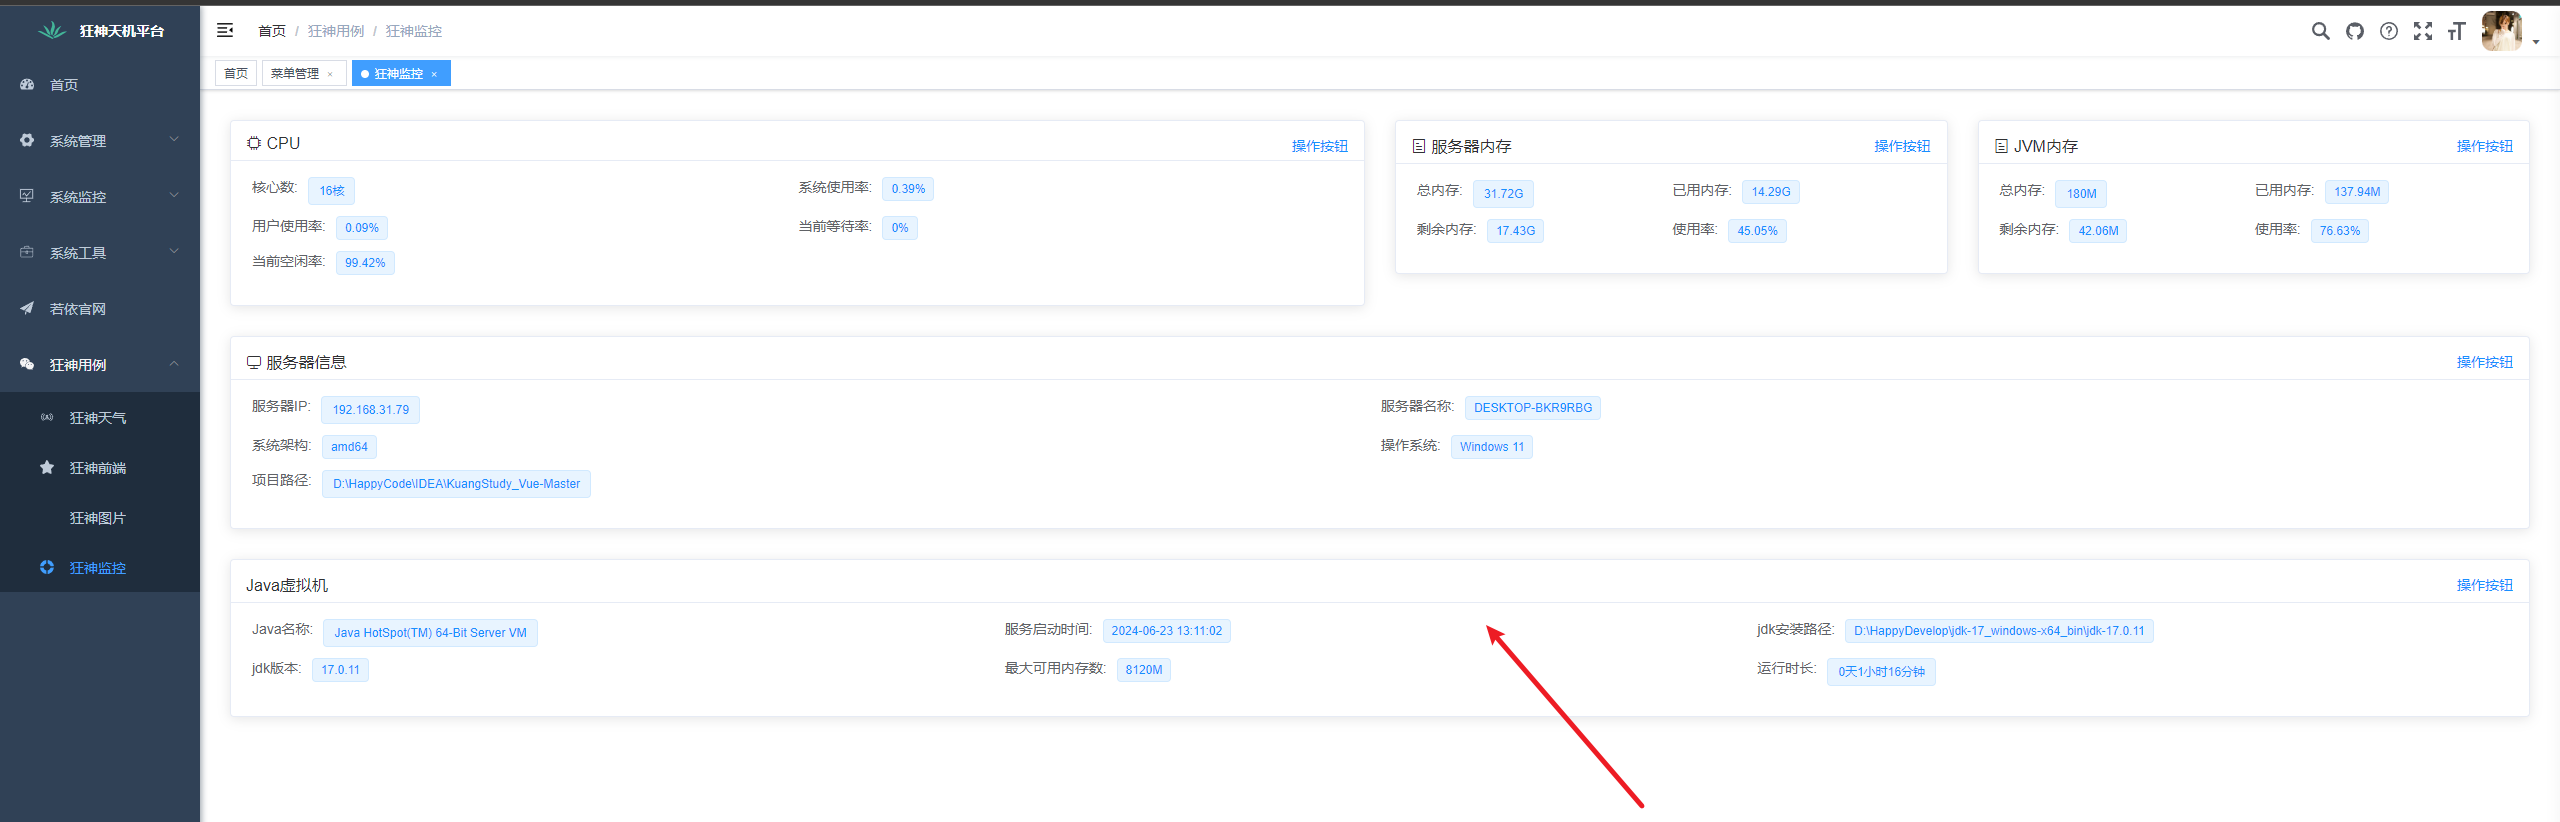 狂神天机平台
首页 / 狂神用例 / 狂神监控
首页
菜单管理 ×
狂神监控 ×
首页
系统管理
系统监控
系统工具
若依官网
狂神用例
狂神天气
狂神前端
狂神图片
狂神监控
CPU 操作按钮
核心数: 16核 系统使用率: 0.39%
用户使用率: 0.09% 当前等待率: 0%
当前空闲率: 99.42%
服务器内存 操作按钮
总内存: 31.72G 已用内存: 14.29G
剩余内存: 17.43G 使用率: 45.05%
JVM内存 操作按钮
总内存: 180M 已用内存: 137.94M
剩余内存: 42.06M 使用率: 76.63%
服务器信息 操作按钮
服务器IP: 192.168.31.79 服务器名称: DESKTOP-BKR9RBG
系统架构: amd64 操作系统: Windows 11
项目路径: D:\HappyCode\IDEA\KuangStudy_Vue-Master
Java虚拟机 操作按钮
Java名称: Java HotSpot(TM) 64-Bit Server VM 服务启动时间: 2024-06-23 13:11:02 jdk安装路径: D:\HappyDevelop\jdk-17_windows-x64_bin\jdk-17.0.11
jdk版本: 17.0.11 最大可用内存数: 8120M 运行时长: 0天1小时16分钟